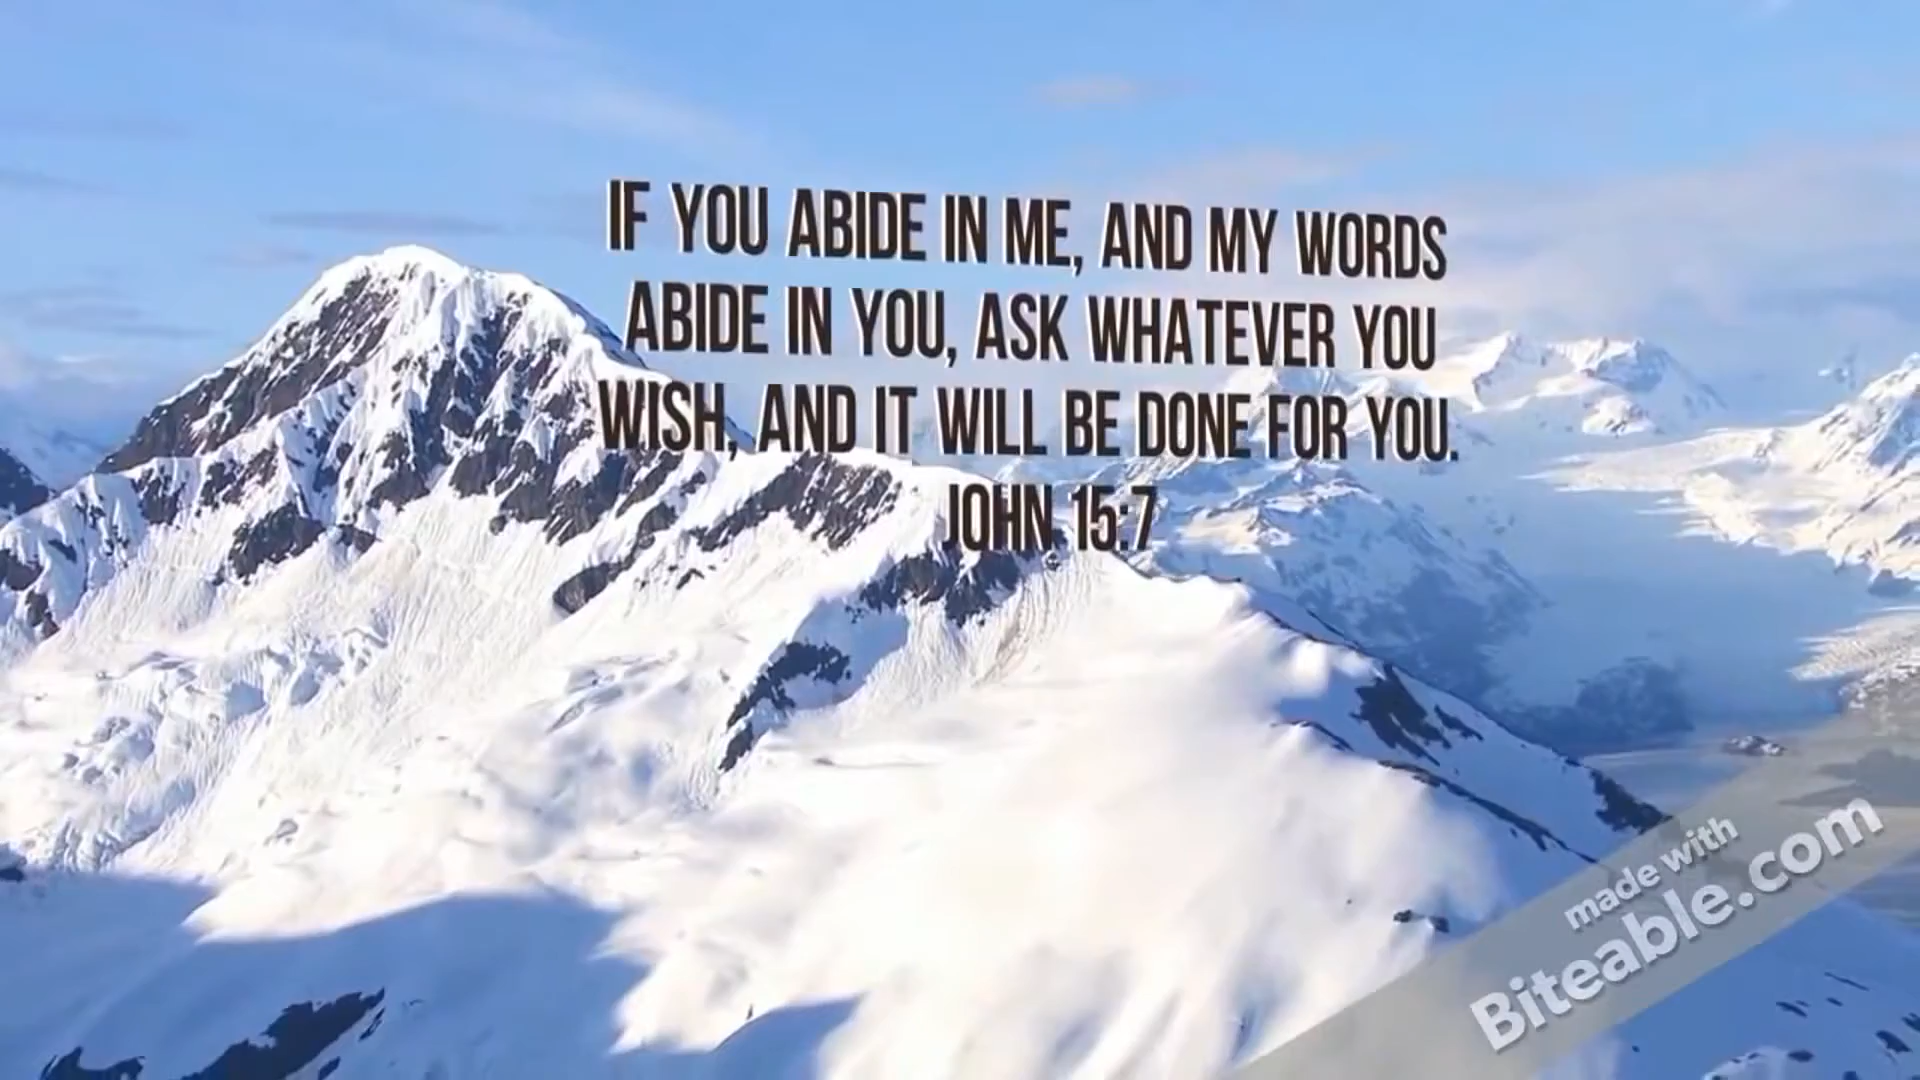 IF YOU ABIDE IN ME, AND MY WORDS
ABIDE IN YOU, ASK WHATEVER YOU
WISH, AND IT WILL BE DONE FOR YOU.
JOHN 15:7
made with
Biteable.com